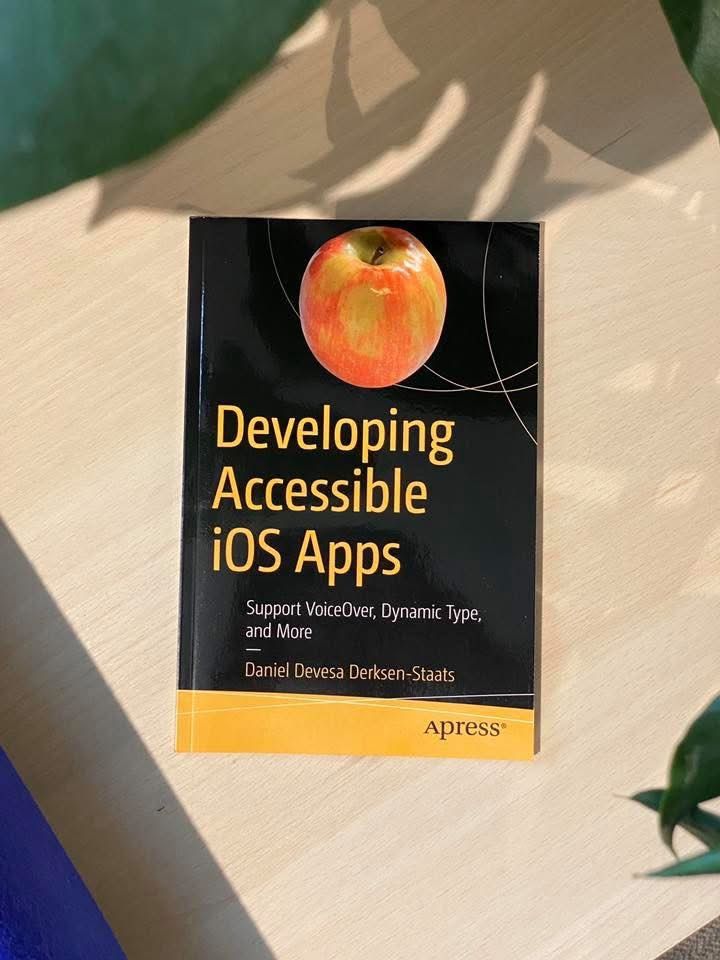 Developing
Accessible
iOS Apps
Support VoiceOver, Dynamic Type,
and More
—
Daniel Devesa Derksen-Staats
Apress®